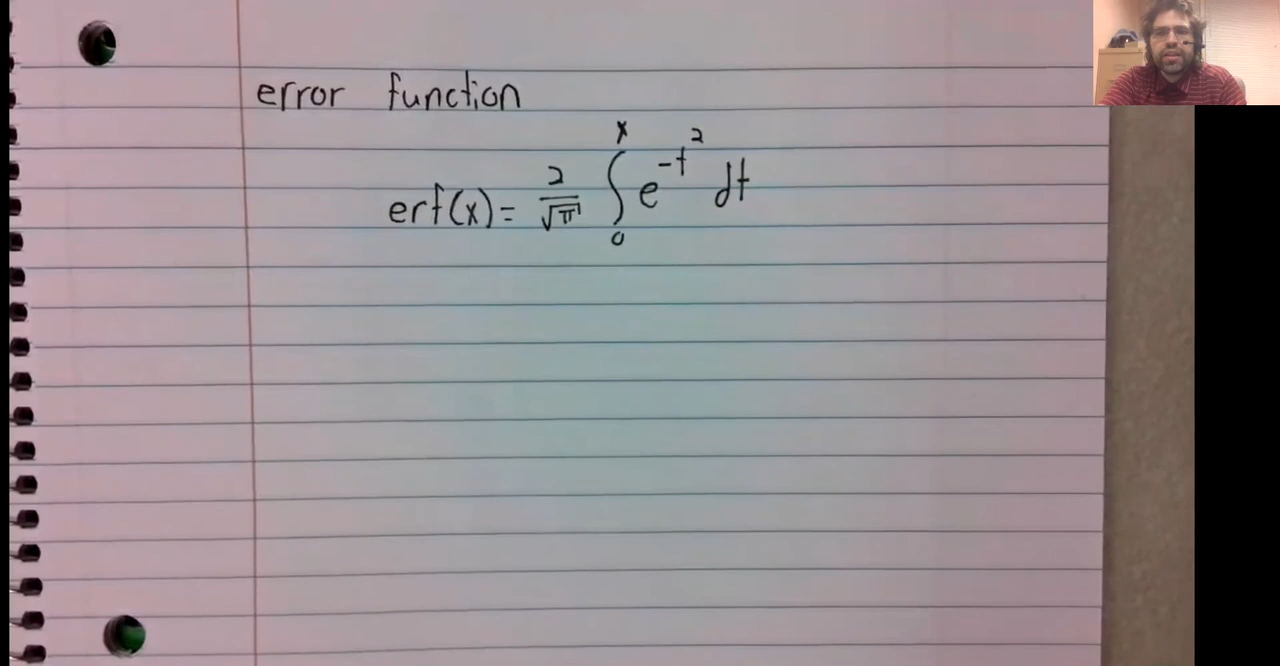 error function
erf(x) = 2/√π ∫₀ˣ e^(-t²) dt